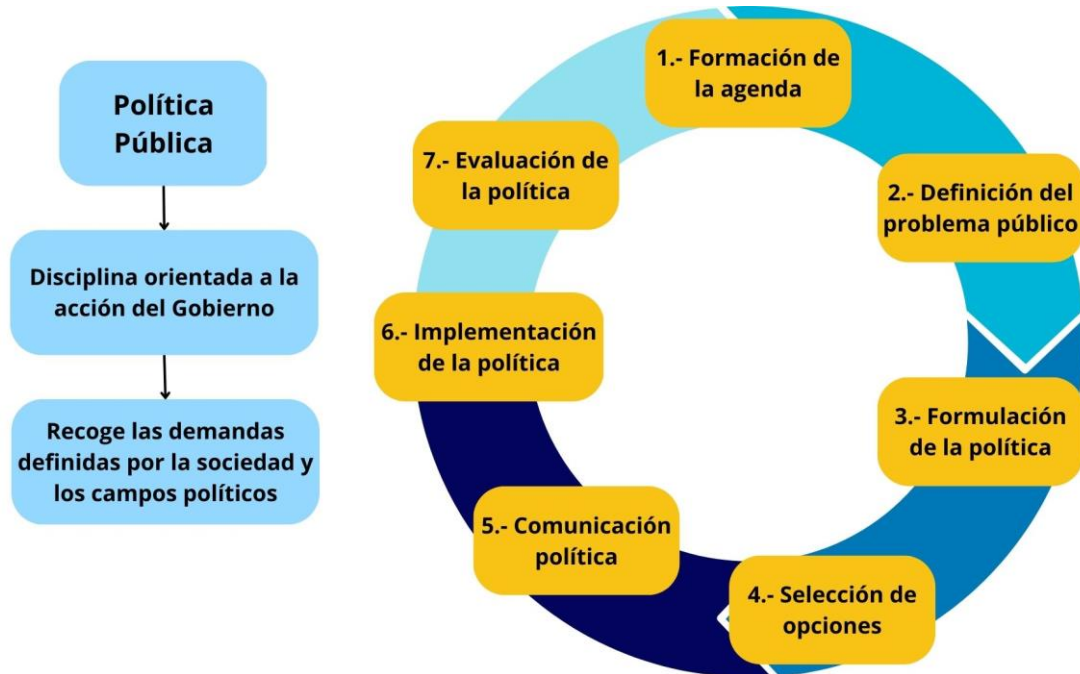 Política
Pública
Disciplina orientada a la
acción del Gobierno
Recoge las demandas
definidas por la sociedad y
los campos políticos
1.- Formación de
la agenda
2.- Definición del
problema público
3.- Formulación
de la política
4.- Selección de
opciones
5.- Comunicación
política
6.- Implementación
de la política
7.- Evaluación de
la política